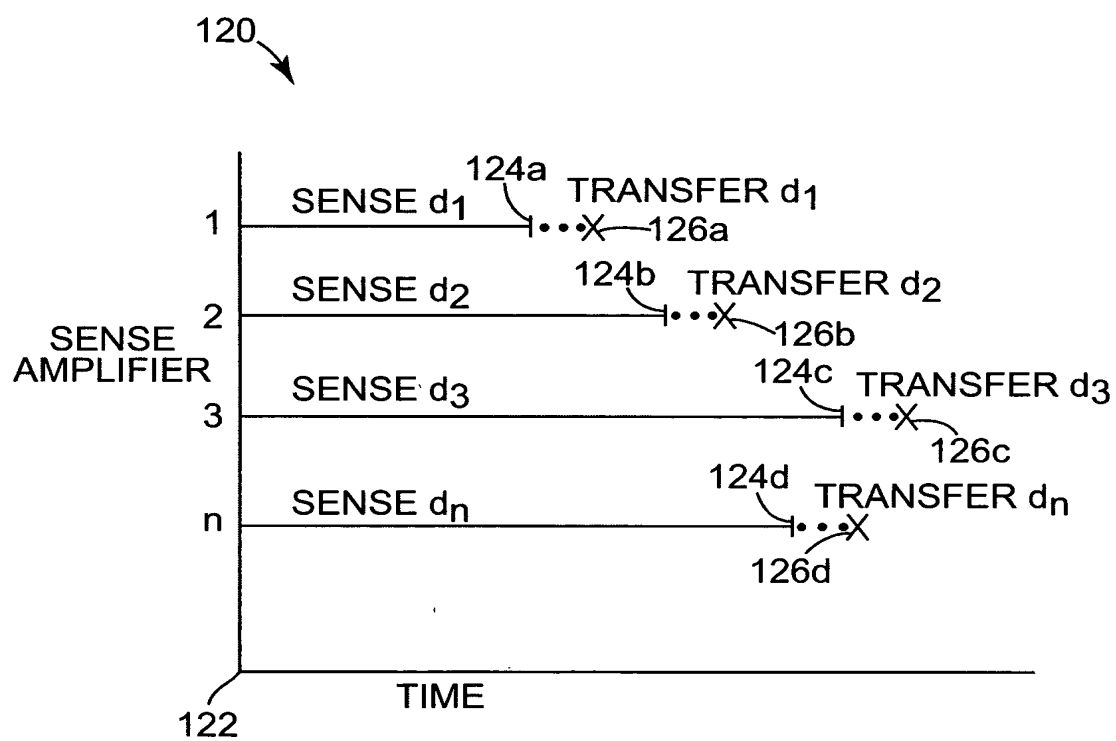 120
124a
TRANSFER d1
SENSE d1
1
126a
124b
TRANSFER d2
SENSE d2
2
126b
SENSE
AMPLIFIER
124c
TRANSFER d3
SENSE d3
3
126c
124d
TRANSFER dn
SENSE dn
n
126d
TIME
122